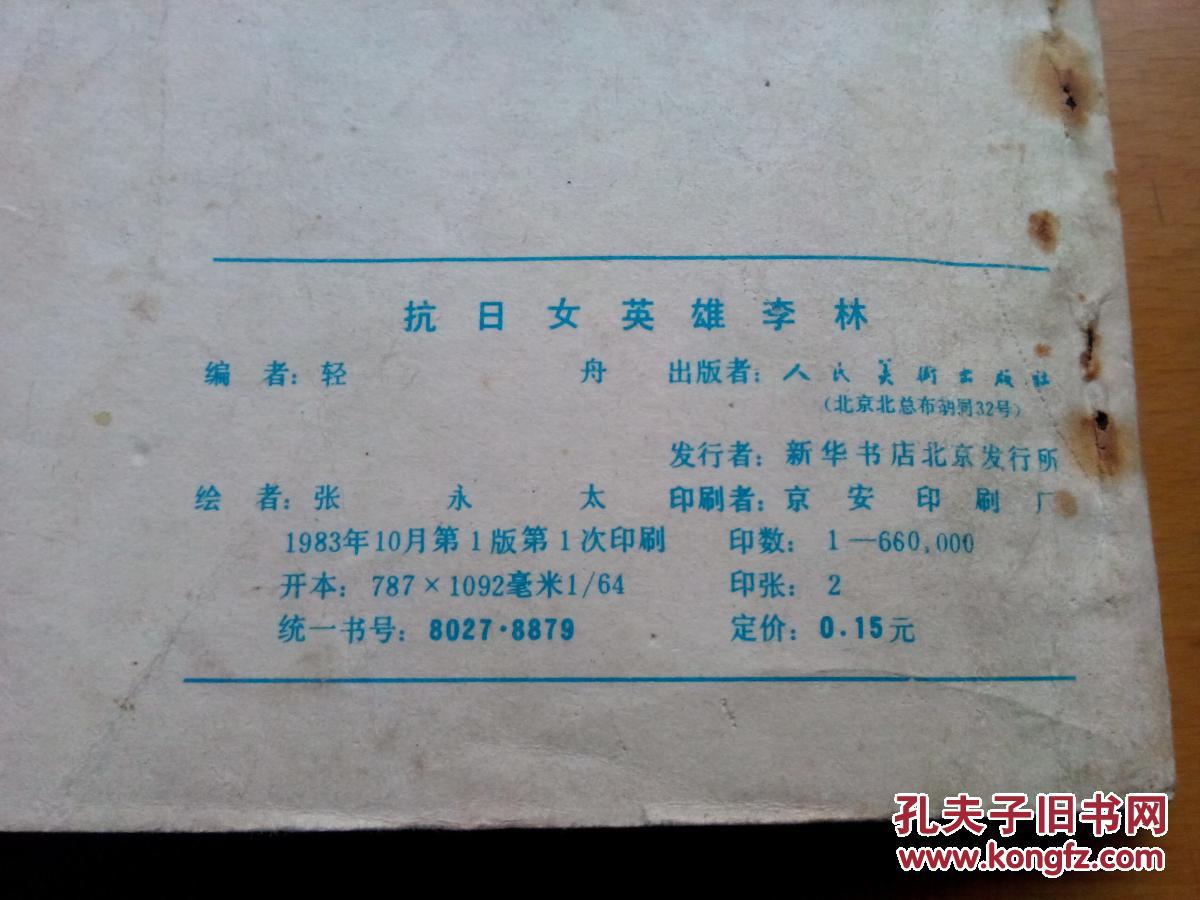 抗日女英雄李林
编者：轻舟 出版者：人民美術出版社
（北京北总布胡同32号）
发行者：新华书店北京发行所
绘者：张永太 印刷者：京安印刷厂
1983年10月第1版第1次印刷 印数：1—660,000
开本：787×1092毫米1/64 印张：2
统一书号：8027·8879 定价：0.15元
孔夫子旧书网
www.kongfz.com